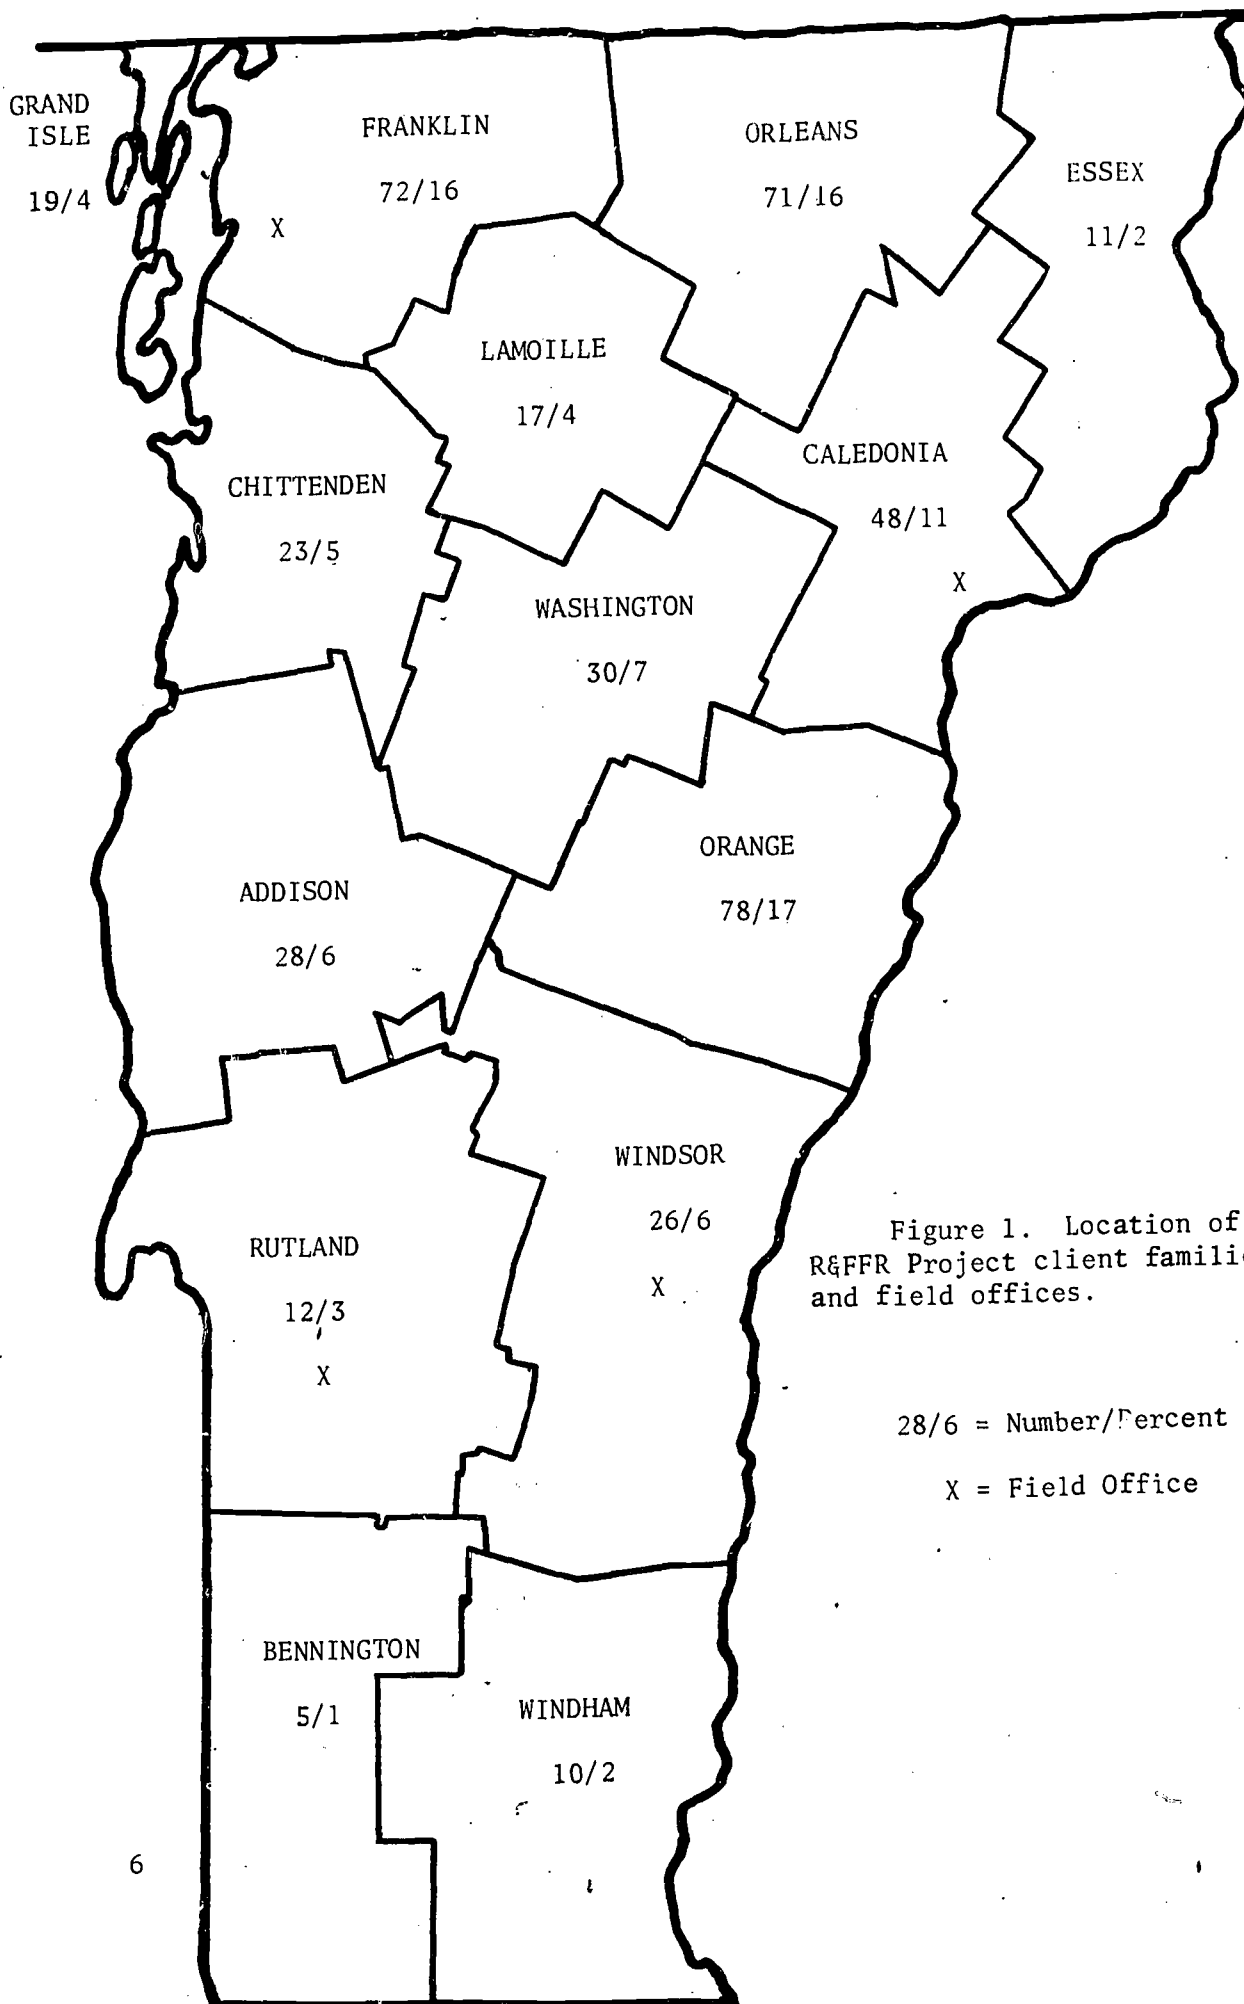 GRAND
ISLE
19/4
FRANKLIN
72/16
X
ORLEANS
71/16
ESSEX
11/2
LAMOILLE
17/4
CHITTENDEN
23/5
CALEDONIA
48/11
X
WASHINGTON
30/7
ORANGE
78/17
ADDISON
28/6
WINDSOR
26/6
X
RUTLAND
12/3
X
Figure 1. Location of
R&FFR Project client famili
and field offices.
28/6 = Number/Percent
X = Field Office
BENNINGTON
5/1
WINDHAM
10/2
6